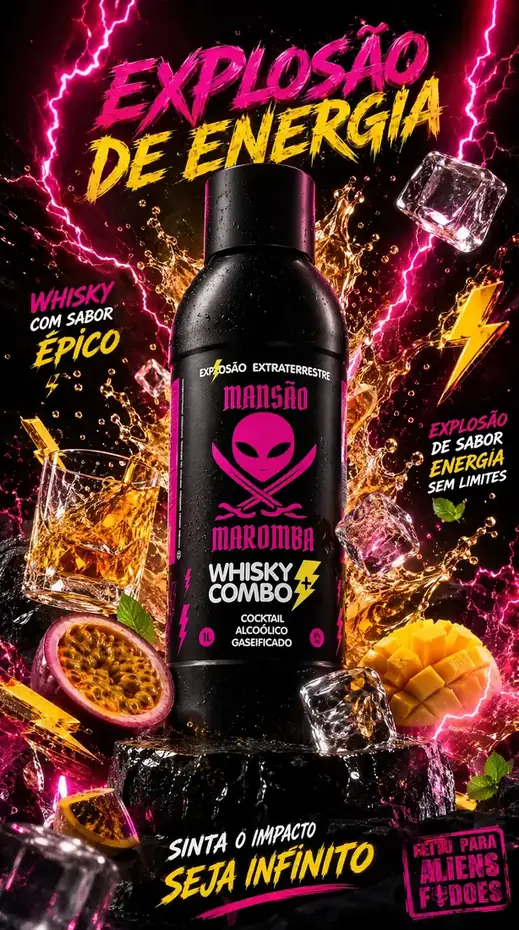 EXPLOSÃO
DE ENERGIA
WHISKY
COM SABOR
ÉPICO
EXPLOSÃO EXTRATERRESTRE
MANSÃO
MAROMBA
WHISKY
COMBO+
COCKTAIL
ALCOÓLICO
GASEIFICADO
1L
EXPLOSÃO
DE SABOR
ENERGIA
SEM LIMITES
SINTA O IMPACTO
SEJA INFINITO
PARA
ALIENS